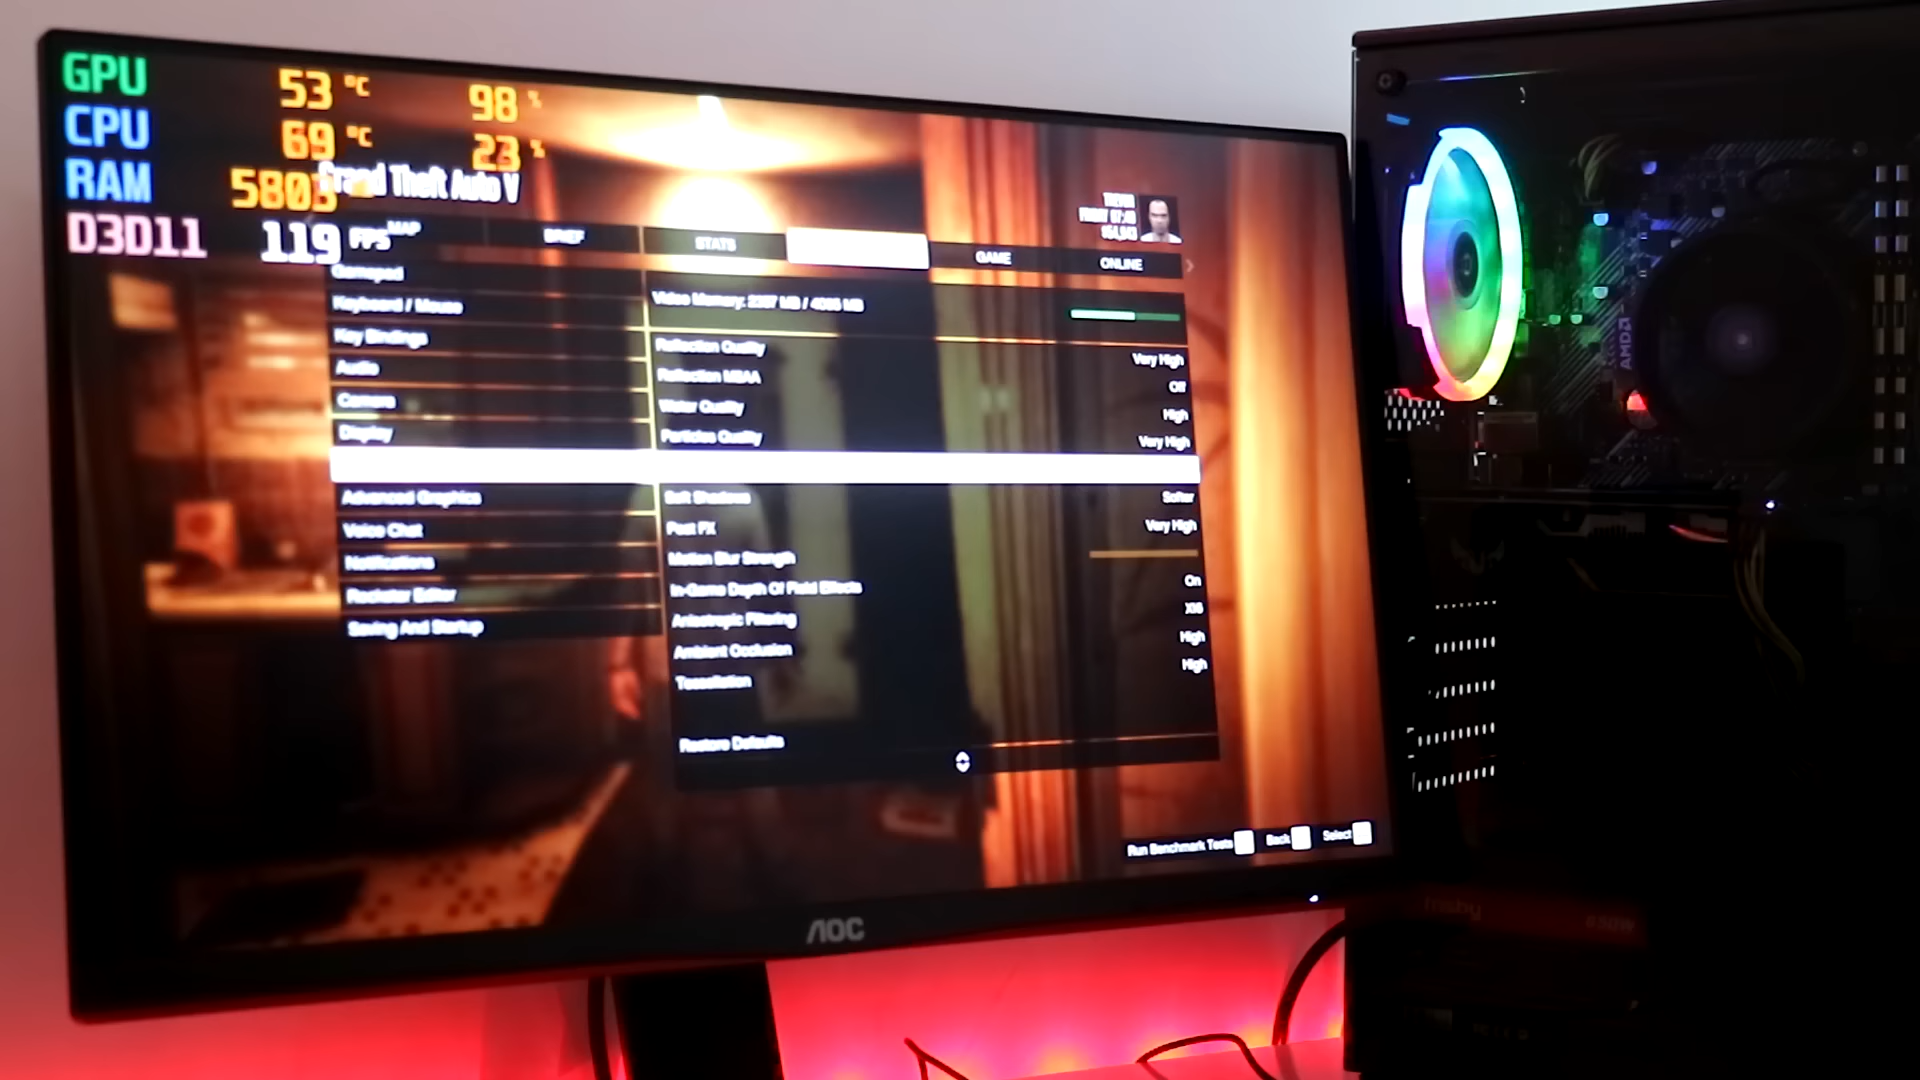 GPU 53 °C 98 %
CPU 69 °C 23 %
RAM 5803
Grand Theft Auto V
D3D11 119 FPS
MAP BRIEF STATS GAME ONLINE
Gamepad
Keyboard / Mouse
Key Bindings
Audio
Camera
Display
Advanced Graphics
Voice Chat
Notifications
Rockstar Editor
Saving And Startup
Reflection Quality Very High
Reflection MSAA Off
Water Quality High
Particles Quality Very High
Soft Shadows Softer
Post FX Very High
Motion Blur Strength
In-Game Depth Of Field Effects On
Anisotropic Filtering X16
Ambient Occlusion High
Tessellation High
Restore Defaults
Run Benchmark Tests Back Select
AOC
AMD